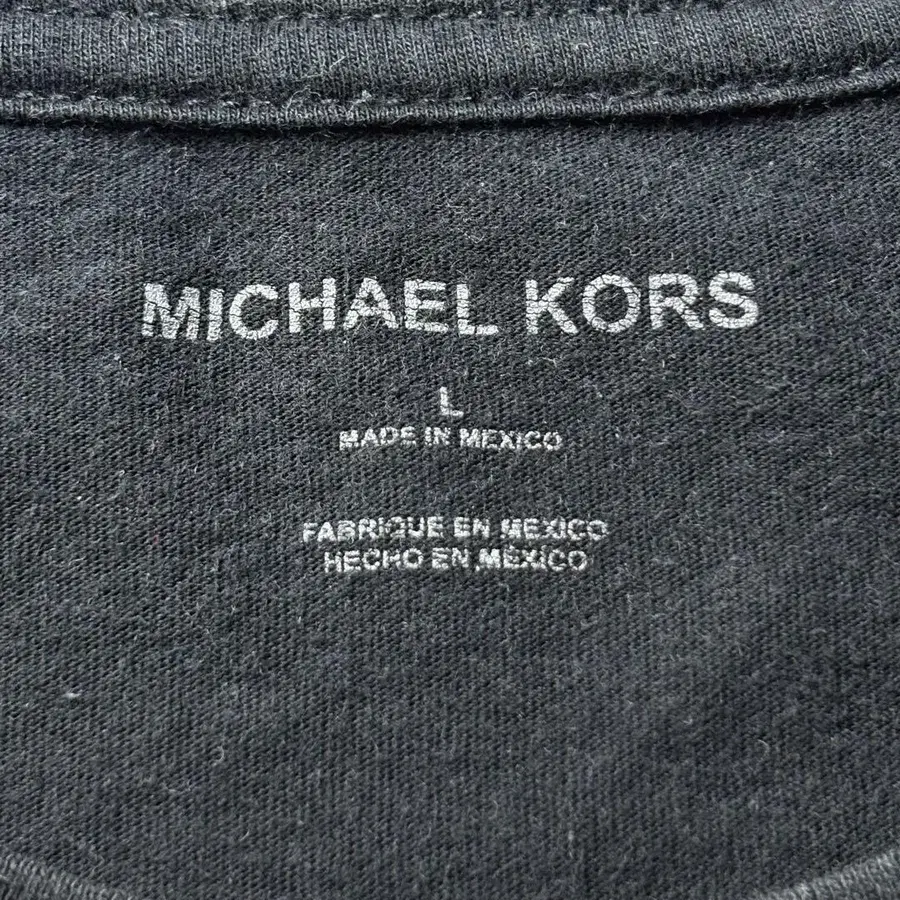 MICHAEL KORS
L
MADE IN MEXICO
FABRIQUE EN MEXICO
HECHO EN MEXICO